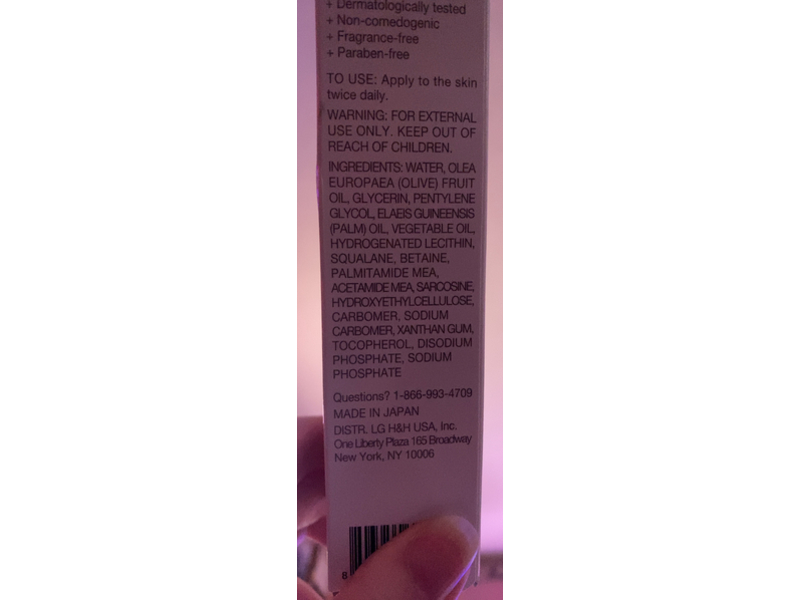 + Dermatologically tested
+ Non-comedogenic
+ Fragrance-free
+ Paraben-free
TO USE: Apply to the skin
twice daily.
WARNING: FOR EXTERNAL
USE ONLY. KEEP OUT OF
REACH OF CHILDREN.
INGREDIENTS: WATER, OLEA
EUROPAEA (OLIVE) FRUIT
OIL, GLYCERIN, PENTYLENE
GLYCOL, ELAEIS GUINEENSIS
(PALM) OIL, VEGETABLE OIL,
HYDROGENATED LECITHIN,
SQUALANE, BETAINE,
PALMITAMIDE MEA,
ACETAMIDE MEA, SARCOSINE,
HYDROXYETHYLCELLULOSE,
CARBOMER, SODIUM
CARBOMER, XANTHAN GUM,
TOCOPHEROL, DISODIUM
PHOSPHATE, SODIUM
PHOSPHATE
Questions? 1-866-993-4709
MADE IN JAPAN
DISTR. LG H&H USA, Inc.
One Liberty Plaza 165 Broadway
New York, NY 10006
8